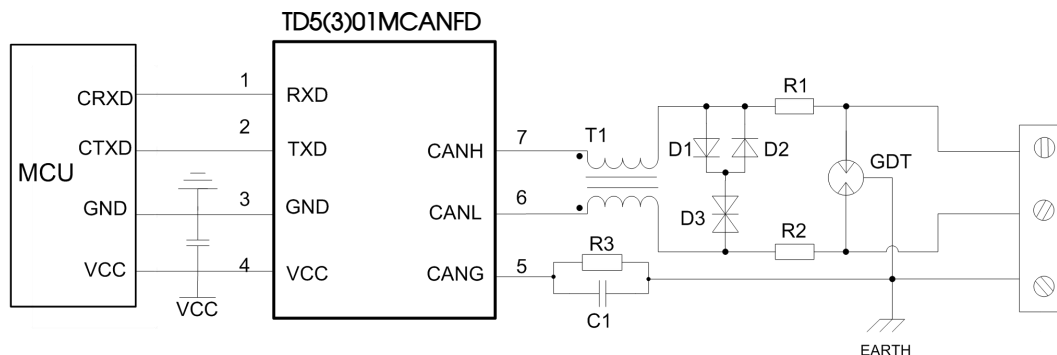 TD5(3)01MCANFD
MCU
CRXD
CTXD
GND
VCC
1
2
3
4
VCC
RXD
TXD
GND
VCC
CANH
CANL
CANG
7
6
5
T1
R3
C1
D1
D2
D3
R1
R2
GDT
EARTH